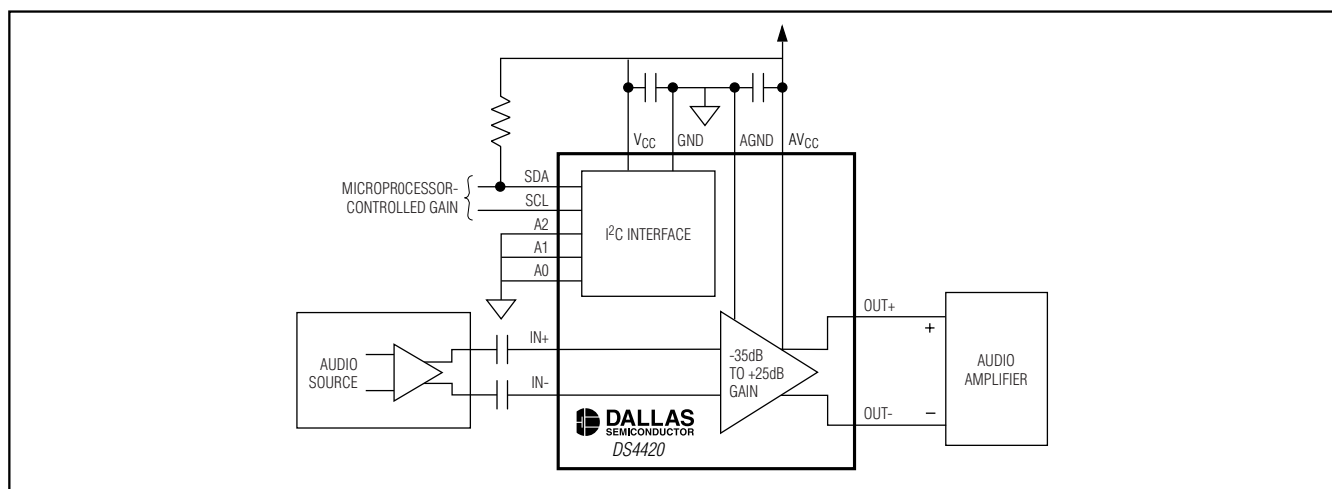 VCC
GND
AGND
AVCC
MICROPROCESSOR-
CONTROLLED GAIN
SDA
SCL
A2
A1
A0
I2C INTERFACE
AUDIO
SOURCE
IN+
IN-
-35dB
TO +25dB
GAIN
DALLAS
SEMICONDUCTOR
DS4420
OUT+
+
OUT-
−
AUDIO
AMPLIFIER